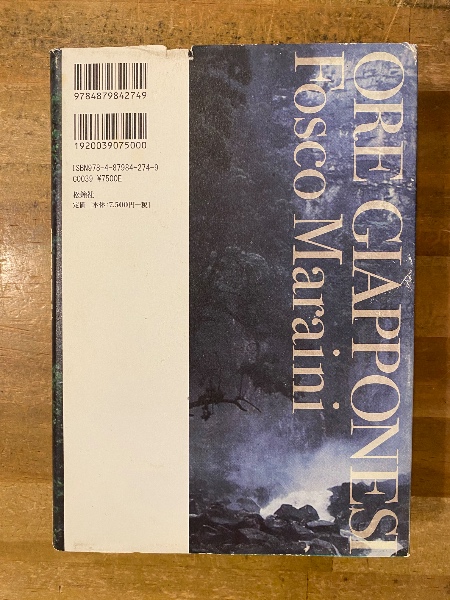 9784879842749
1920039075000
ISBN978-4-87984-274-9
C0039 ¥7500E
松籟社
定価 本体7,500円+税
ORE GIAPPONESI
Fosco Maraini